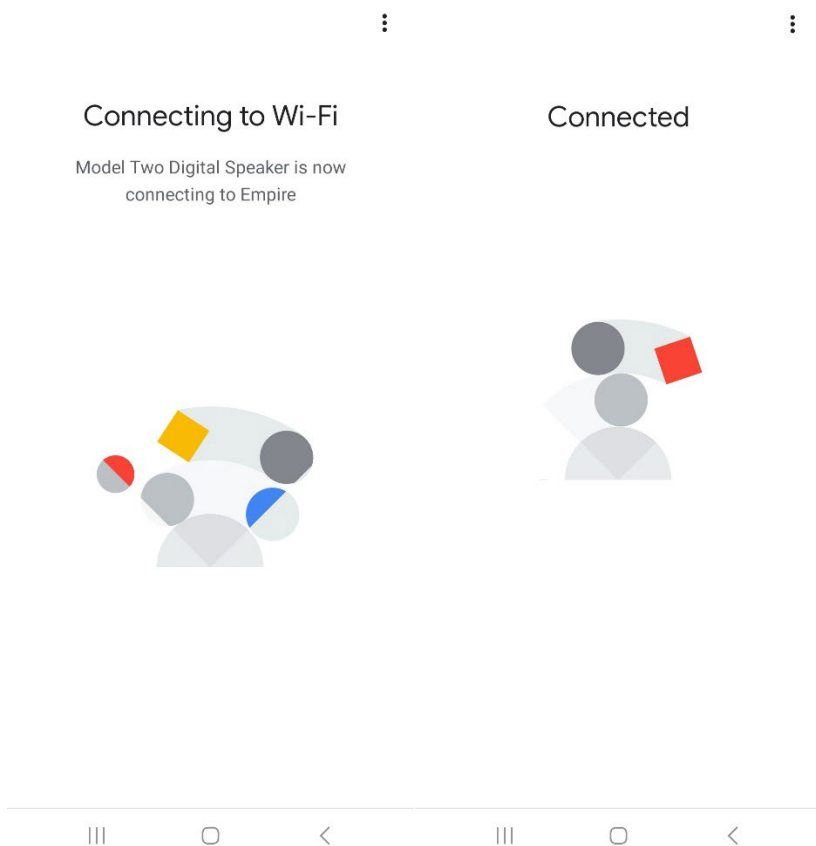 Connecting to Wi-Fi
Model Two Digital Speaker is now
connecting to Empire
Connected